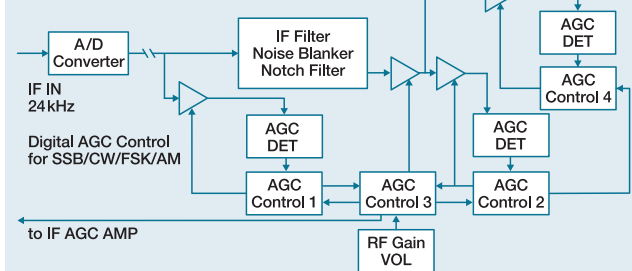 A/D
Converter
IF IN
24kHz
Digital AGC Control
for SSB/CW/FSK/AM
IF Filter
Noise Blanker
Notch Filter
AGC
DET
AGC
Control 4
AGC
DET
AGC
DET
AGC
Control 1
AGC
Control 3
AGC
Control 2
to IF AGC AMP
RF Gain
VOL